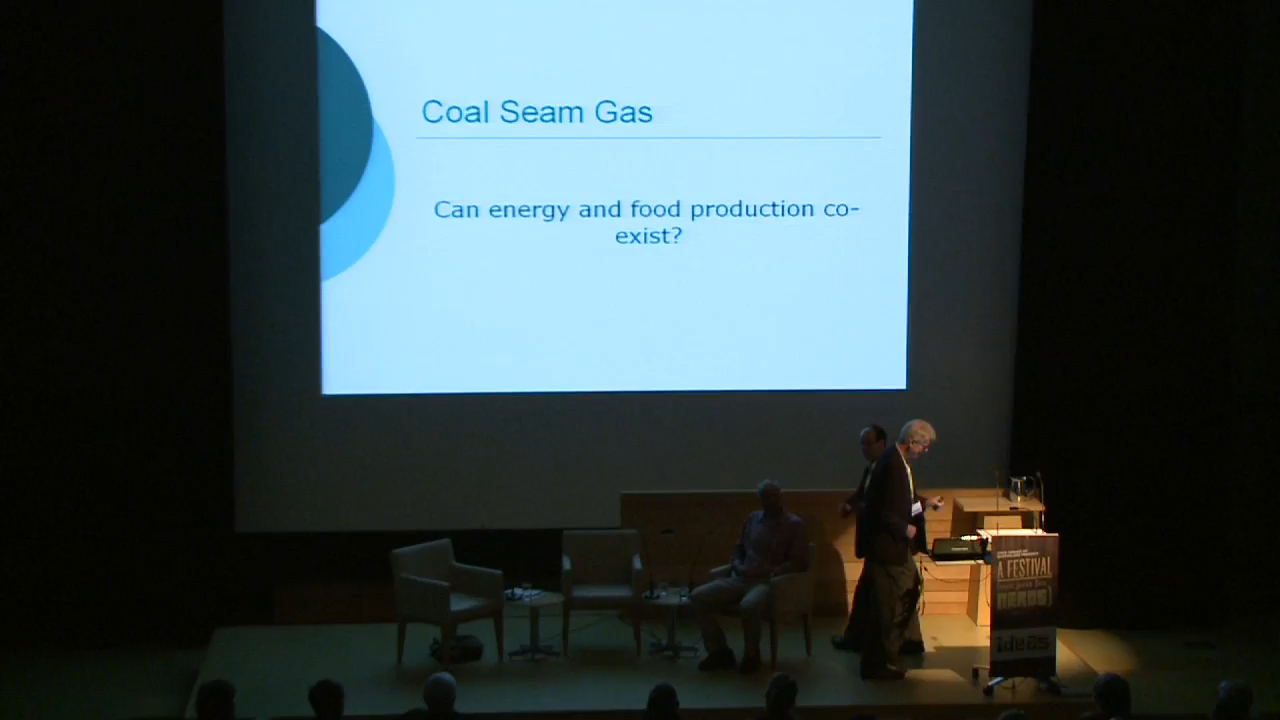 Coal Seam Gas
Can energy and food production co-
exist?
A FESTIVAL
ideas